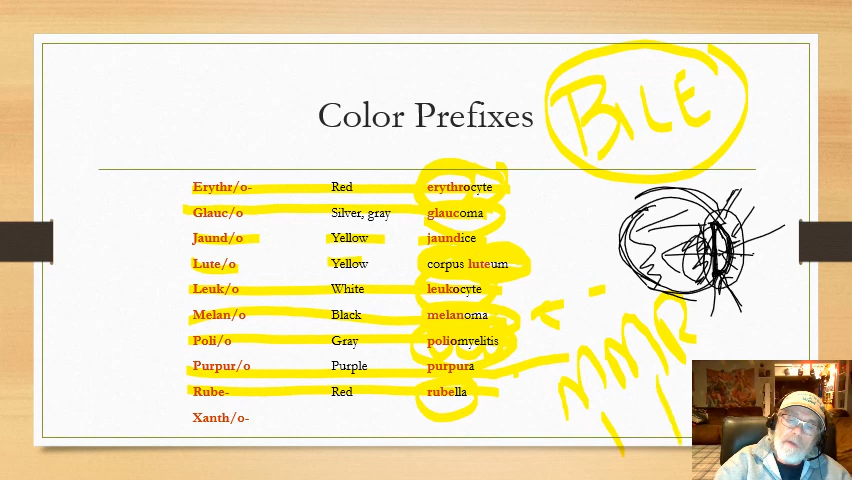 Color Prefixes
BILE
Erythr/o- Red erythrocyte
Glauc/o Silver, gray glaucoma
Jaund/o Yellow jaundice
Lute/o Yellow corpus luteum
Leuk/o White leukocyte
Melan/o Black melanoma
Poli/o Gray poliomyelitis
Purpur/o Purple purpura
Rube- Red rubella
Xanth/o-
MMR